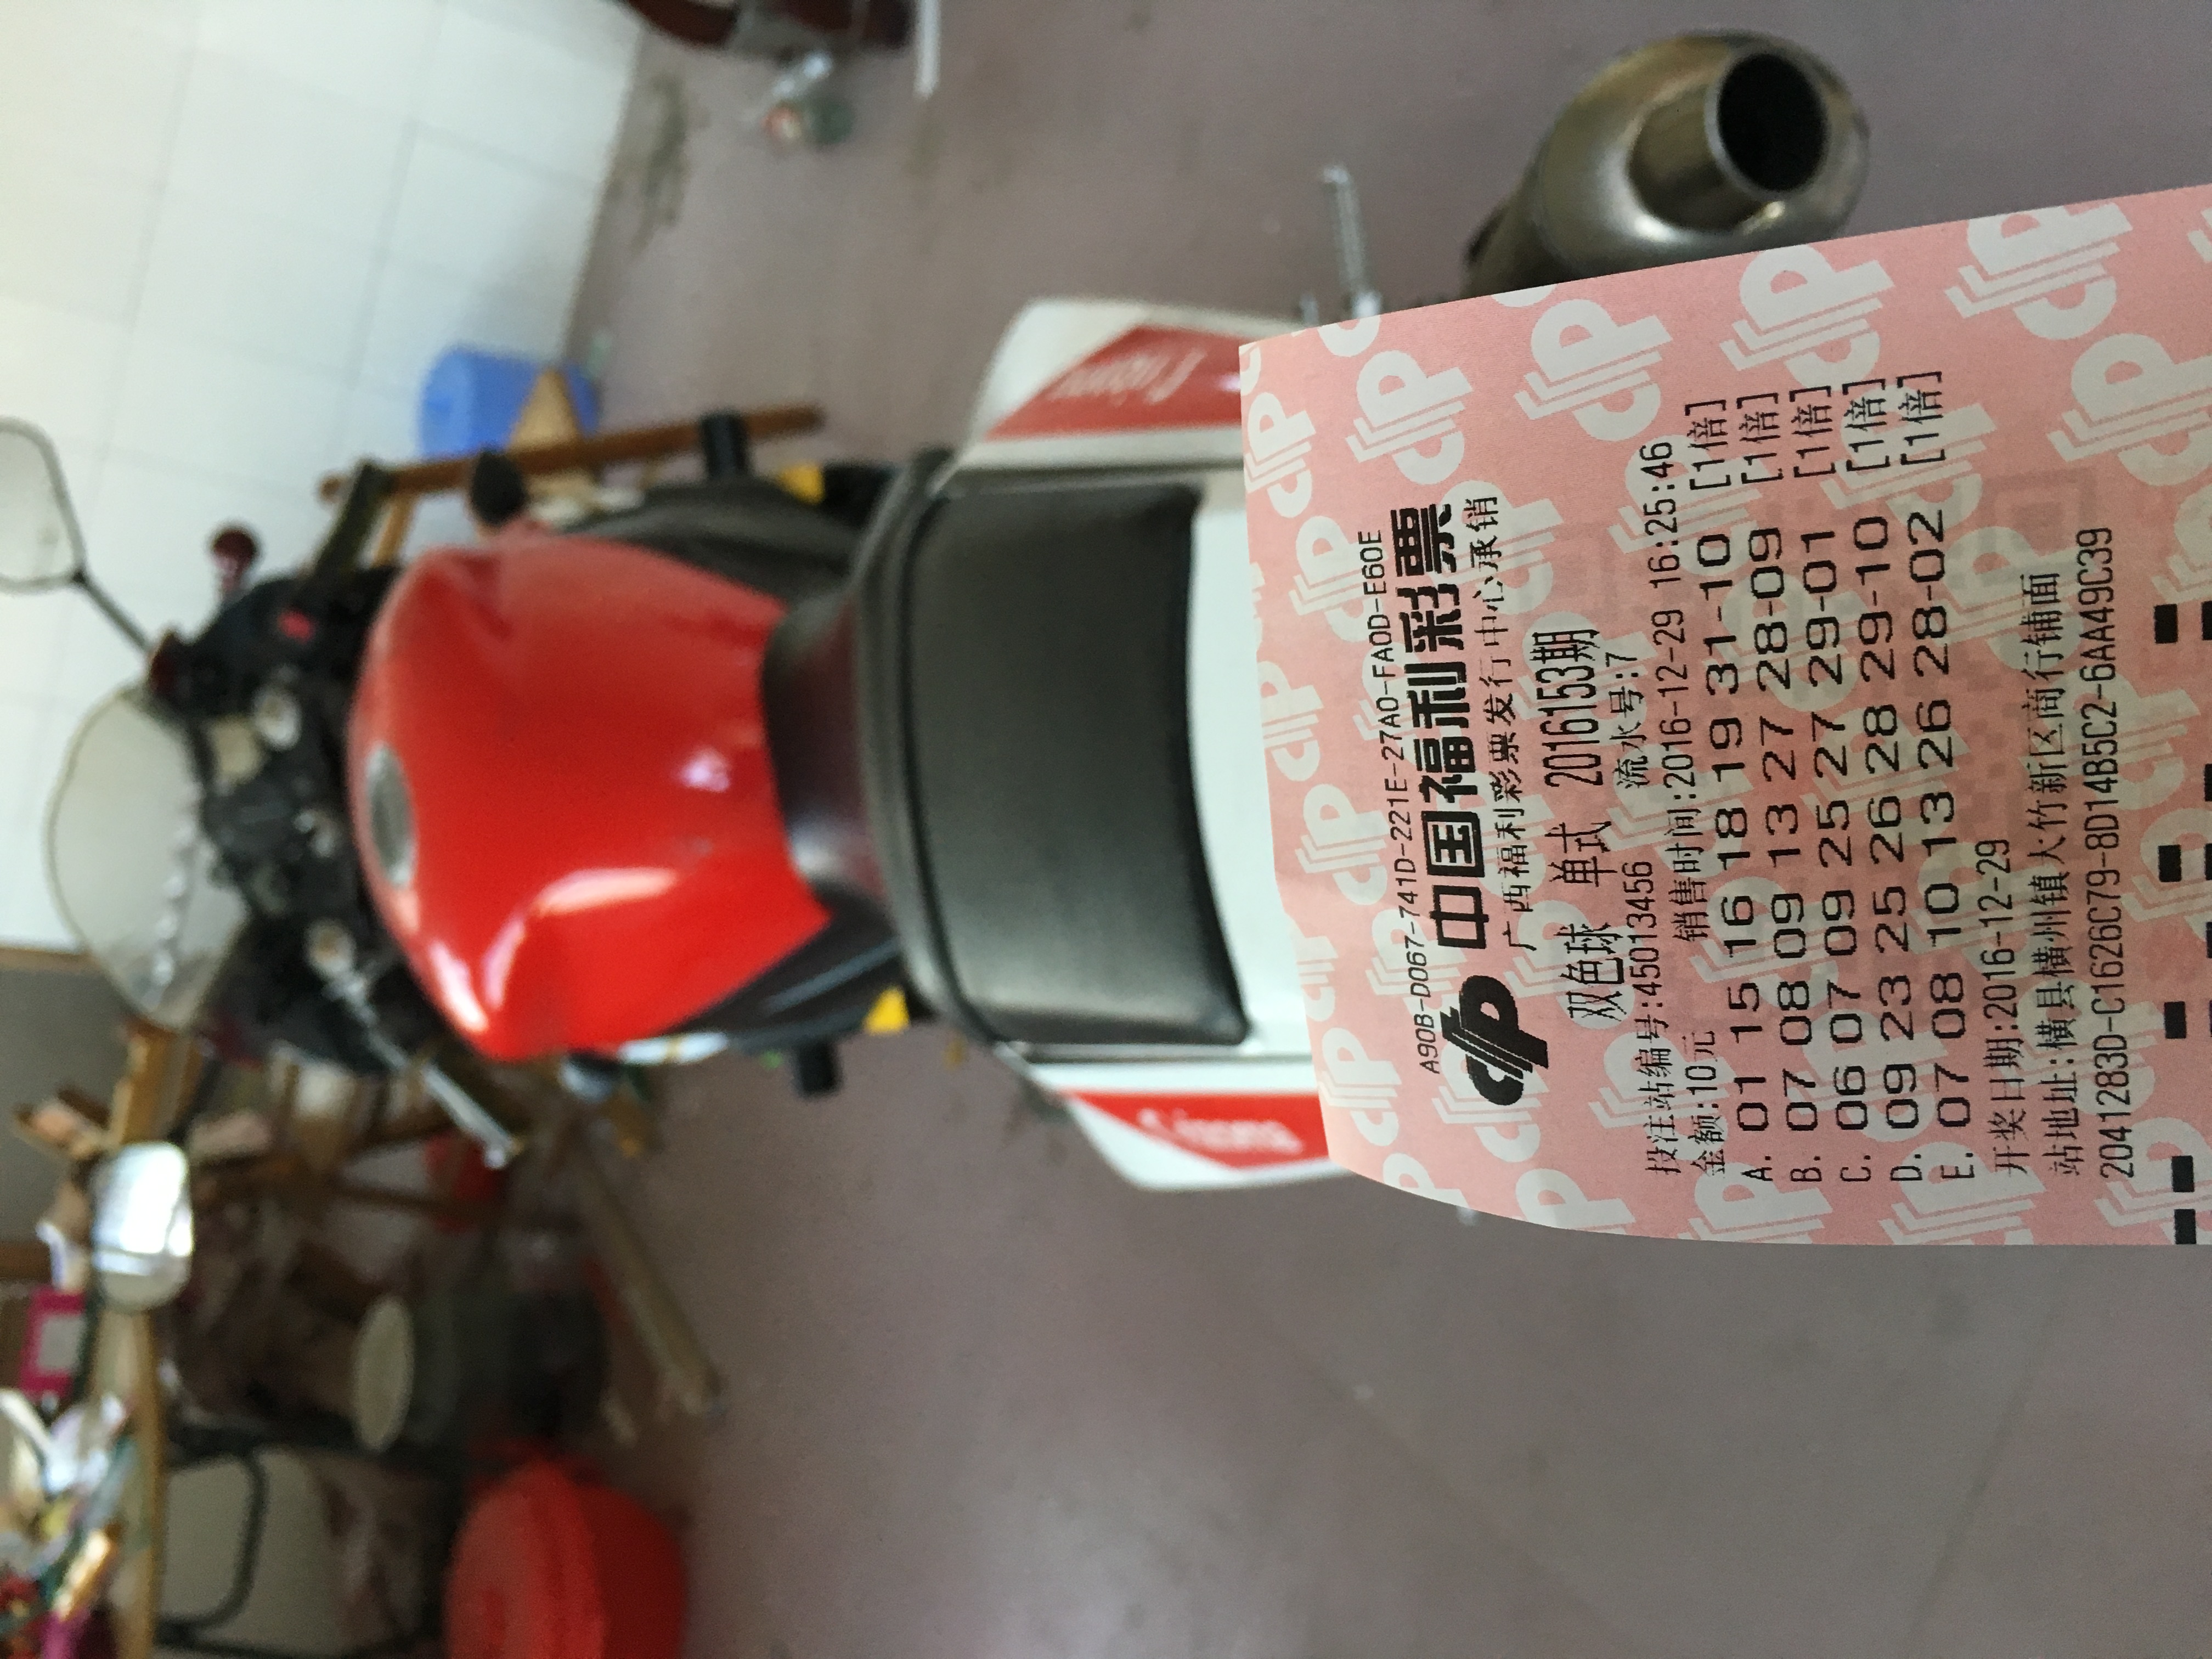 A90B-D067-741D-221E-27A0-FA0D-E60E
中国福利彩票
广西福利彩票发行中心承销
双色球 单式 2016153期
投注站编号:45013456 流水号:7
金额:10元 销售时间:2016-12-29 16:25:46
A. 01 15 16 18 19 31-10 [1倍]
B. 07 08 09 13 27 28-09 [1倍]
C. 06 07 09 25 27 29-01 [1倍]
D. 09 23 25 26 28 29-10 [1倍]
E. 07 08 10 13 26 28-02 [1倍]
开奖日期:2016-12-29
站地址:横县横州镇大竹新区商行铺面
2041283D-C1626C79-8D14B5C2-6AA49C39